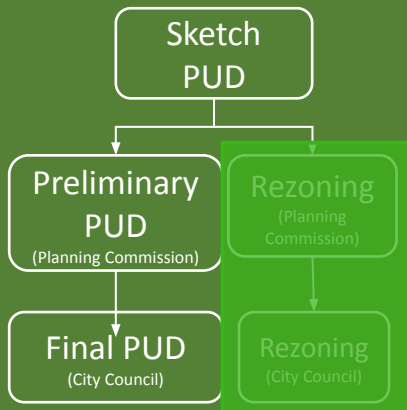 Sketch
PUD
Preliminary
PUD
(Planning Commission)
Rezoning
(Planning
Commission)
Final PUD
(City Council)
Rezoning
(City Council)